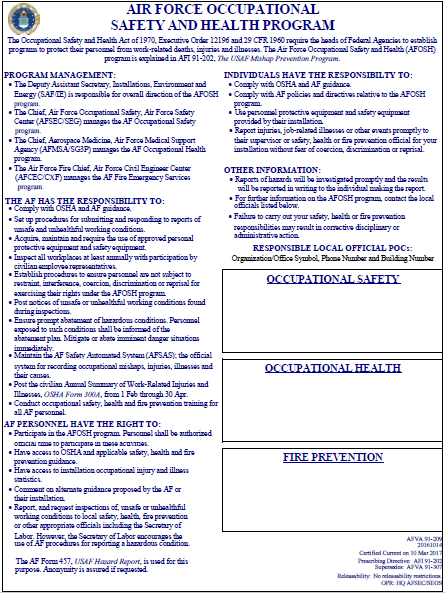 AIR FORCE OCCUPATIONAL
SAFETY AND HEALTH PROGRAM
The Occupational Safety and Health Act of 1970, Executive Order 12196 and 29 CFR 1960 require the heads of Federal Agencies to establish
programs to protect their personnel from work-related deaths, injuries and illnesses. The Air Force Occupational Safety and Health (AFOSH)
program is explained in AFI 91-202, The USAF Mishap Prevention Program.
PROGRAM MANAGEMENT:
• The Deputy Assistant Secretary, Installations, Environment and
Energy (SAF/IE) is responsible for overall direction of the AFOSH
program.
• The Chief, Air Force Occupational Safety, Air Force Safety
Center (AFSEC/SEG) manages the AF Occupational Safety
program.
• The Chief, Aerospace Medicine, Air Force Medical Support
Agency (AFMSA/SG3P) manages the AF Occupational Health
program.
• The Air Force Fire Chief, Air Force Civil Engineer Center
(AFCEC/CXF) manages the AF Fire Emergency Services
program.
THE AF HAS THE RESPONSIBILITY TO:
• Comply with OSHA and AF guidance.
• Set up procedures for submitting and responding to reports of
unsafe and unhealthful working conditions.
• Acquire, maintain and require the use of approved personal
protective equipment and safety equipment.
• Inspect all workplaces at least annually with participation by
civilian employee representatives.
• Establish procedures to ensure personnel are not subject to
restraint, interference, coercion, discrimination or reprisal for
exercising their rights under the AFOSH program.
• Post notices of unsafe or unhealthful working conditions found
during inspections.
• Ensure prompt abatement of hazardous conditions. Personnel
exposed to such conditions shall be informed of the
abatement plan. Mitigate or abate imminent danger situations
immediately.
• Maintain the AF Safety Automated System (AFSAS); the official
system for recording occupational mishaps, injuries, illnesses and
their causes.
• Post the civilian Annual Summary of Work-Related Injuries and
Illnesses, OSHA Form 300A, from 1 Feb through 30 Apr.
• Conduct occupational safety, health and fire prevention training for
all AF personnel.
AF PERSONNEL HAVE THE RIGHT TO:
• Participate in the AFOSH program. Personnel shall be authorized
official time to participate in these activities.
• Have access to OSHA and applicable safety, health and fire
prevention guidance.
• Have access to installation occupational injury and illness
statistics.
• Comment on alternate guidance proposed by the AF or
their installation.
• Report, and request inspections of, unsafe or unhealthful
working conditions to local safety, health, fire prevention
or other appropriate officials including the Secretary of
Labor. However, the Secretary of Labor encourages the
use of AF procedures for reporting a hazardous condition.
The AF Form 457, USAF Hazard Report, is used for this
purpose. Anonymity is assured if requested.
INDIVIDUALS HAVE THE RESPONSIBILITY TO:
• Comply with OSHA and AF guidance.
• Comply with AF policies and directives relative to the AFOSH
program.
• Use personnel protective equipment and safety equipment
provided by their installation.
• Report injuries, job-related illnesses or other events promptly to
their supervisor or safety, health or fire prevention official for your
installation without fear of coercion, discrimination or reprisal.
OTHER INFORMATION:
• Reports of hazards will be investigated promptly and the results
will be reported in writing to the individual making the report.
• For further information on the AFOSH program, contact the local
officials listed below.
• Failure to carry out your safety, health or fire prevention
responsibilities may result in corrective disciplinary or
administrative action.
RESPONSIBLE LOCAL OFFICIAL POCs:
Organization/Office Symbol, Phone Number and Building Number
OCCUPATIONAL SAFETY
OCCUPATIONAL HEALTH
FIRE PREVENTION
AFVA 91-209
20161014
Certified Current on 10 Mar 2017
Prescribing Directive: AFI 91-202
Supersedes: AFVA 91-307
Releasability: No releasability restrictions.
OPR: HQ AFSEC/SEOS